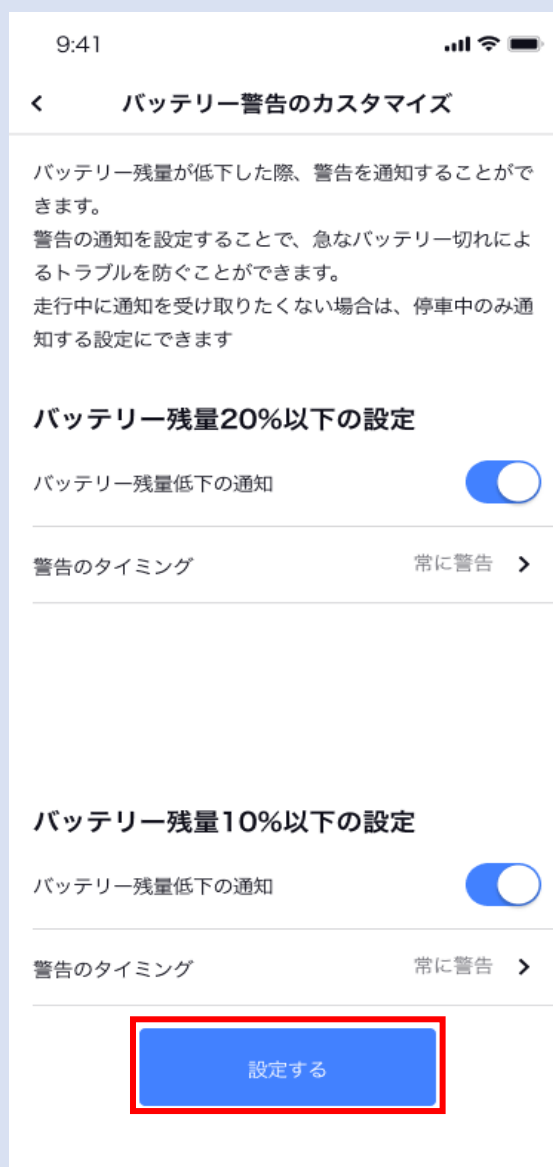 9:41
バッテリー警告のカスタマイズ
バッテリー残量が低下した際、警告を通知することがで
きます。
警告の通知を設定することで、急なバッテリー切れによ
るトラブルを防ぐことができます。
走行中に通知を受け取りたくない場合は、停車中のみ通
知する設定にできます
バッテリー残量20%以下の設定
バッテリー残量低下の通知
警告のタイミング 常に警告
バッテリー残量10%以下の設定
バッテリー残量低下の通知
警告のタイミング 常に警告
設定する